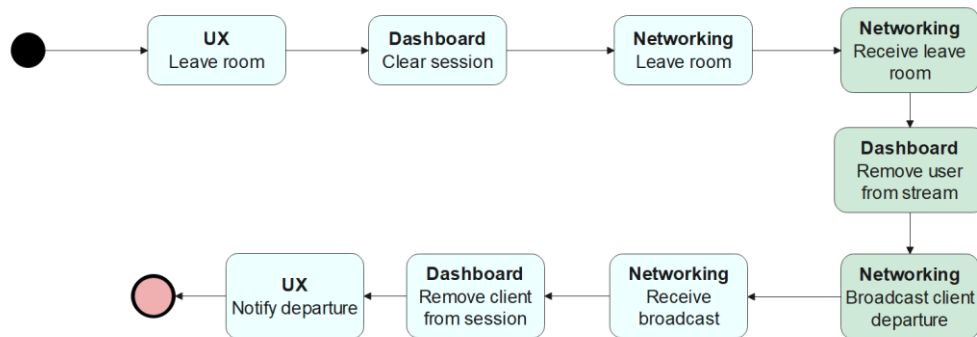 UX
Leave room
Dashboard
Clear session
Networking
Leave room
Networking
Receive leave
room
Dashboard
Remove user
from stream
Networking
Broadcast client
departure
Networking
Receive
broadcast
Dashboard
Remove client
from session
UX
Notify departure